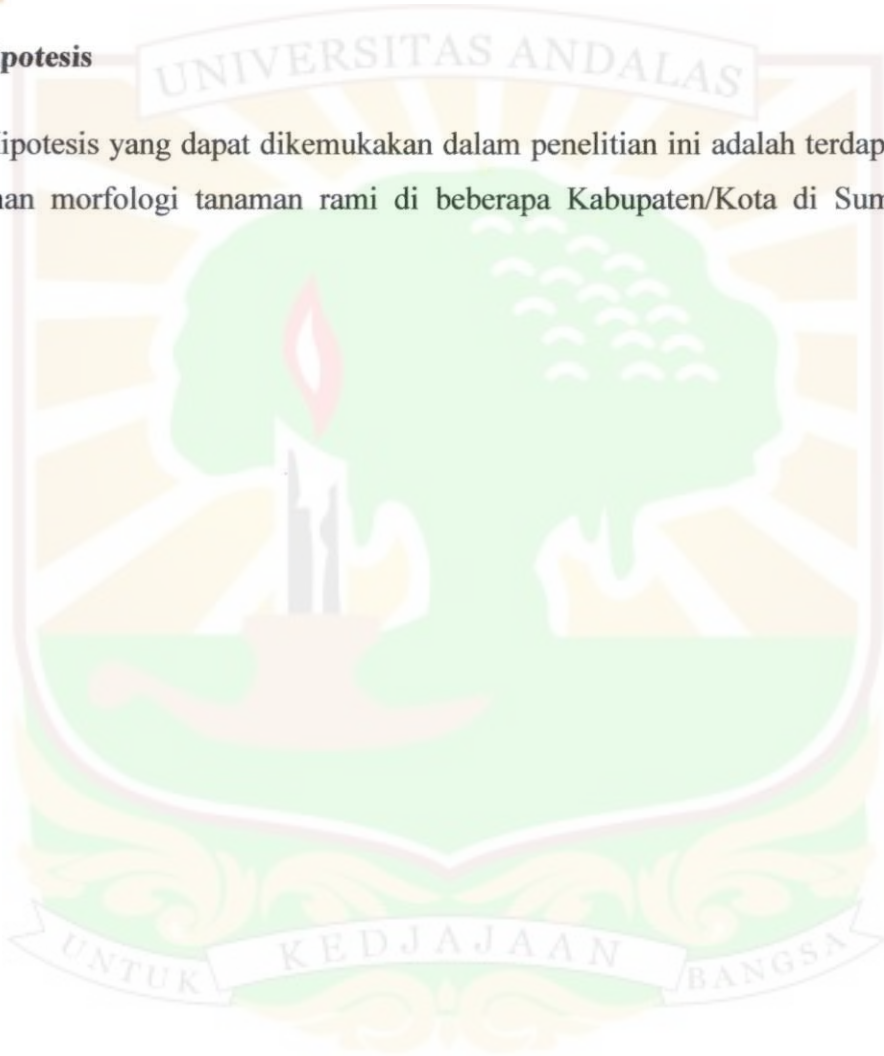 potesis
UNIVERSITAS ANDALAS
ipotesis yang dapat dikemukakan dalam penelitian ini adalah terdap
an morfologi tanaman rami di beberapa Kabupaten/Kota di Sum
UNTUK KEDJAJAAN BANGSA